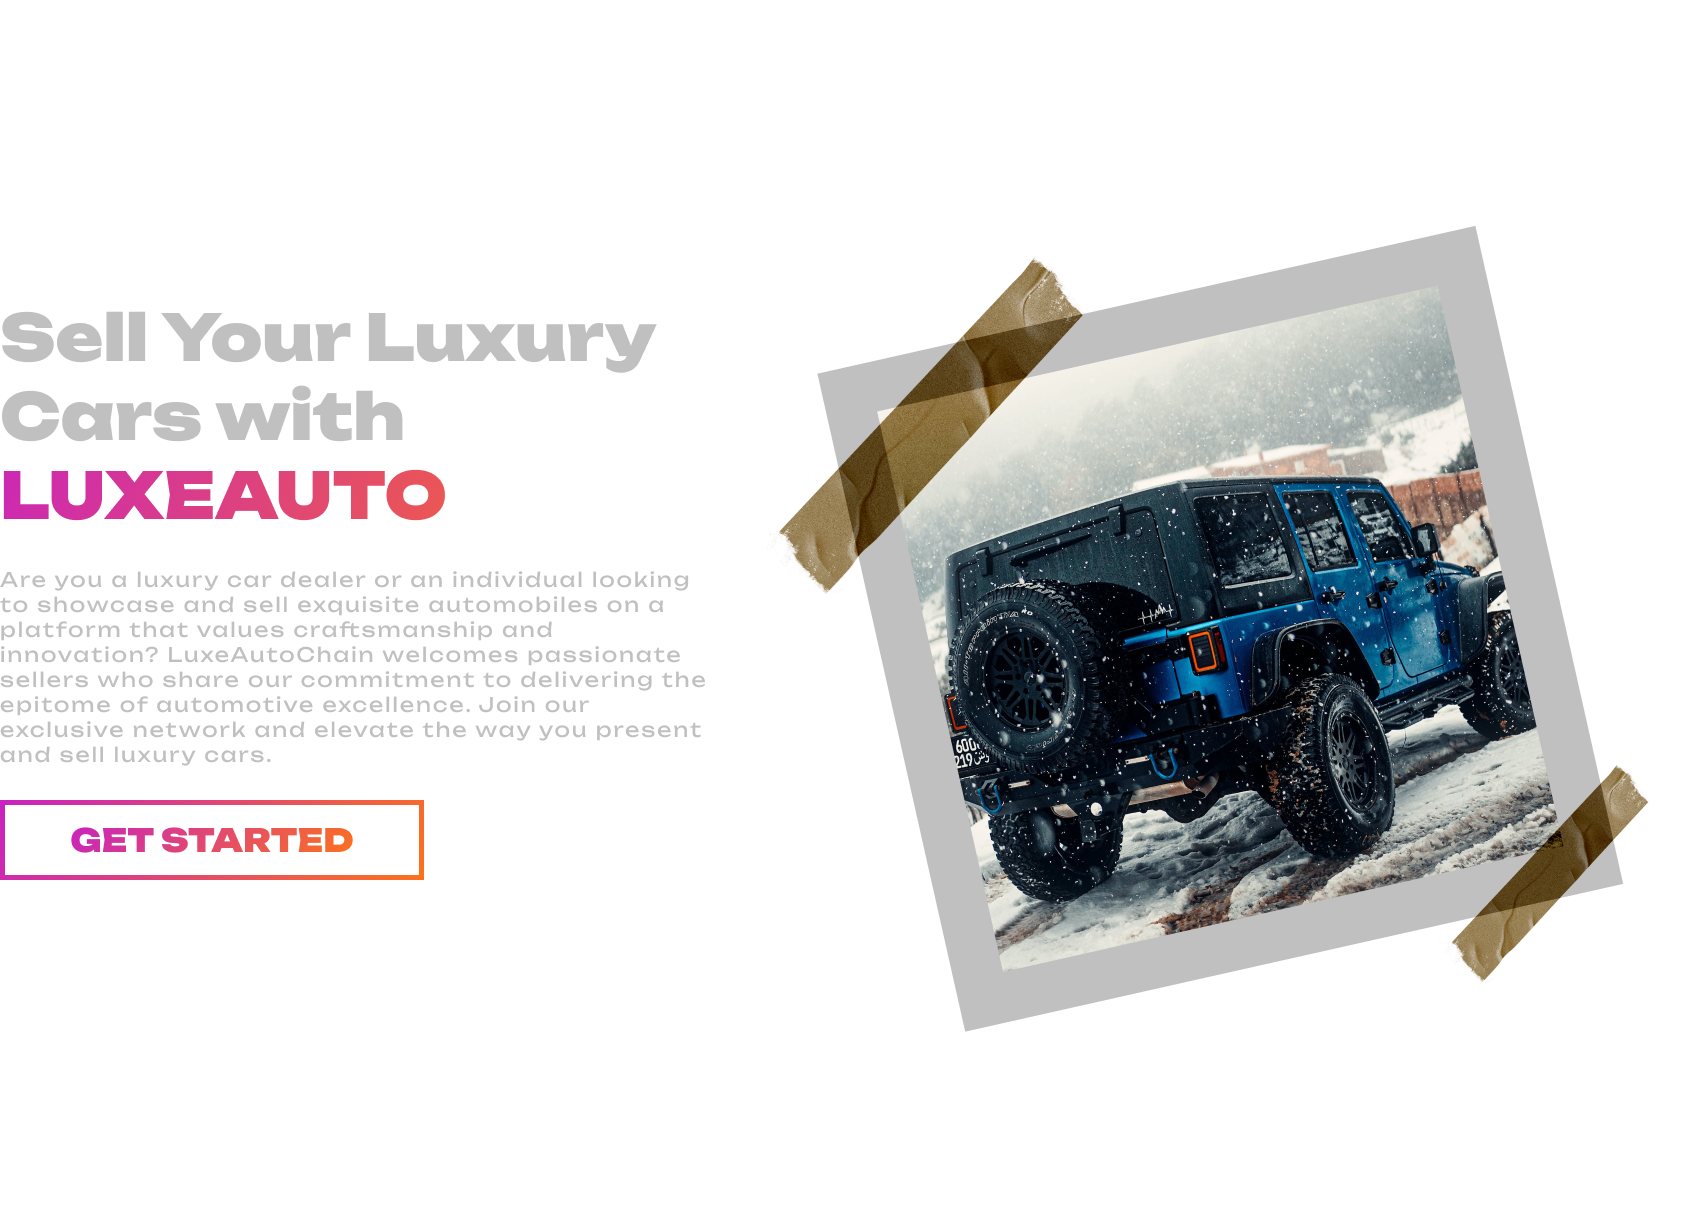 Sell Your Luxury
Cars with
LUXEAUTO
Are you a luxury car dealer or an individual looking
to showcase and sell exquisite automobiles on a
platform that values craftsmanship and
innovation? LuxeAutoChain welcomes passionate
sellers who share our commitment to delivering the
epitome of automotive excellence. Join our
exclusive network and elevate the way you present
and sell luxury cars.
GET STARTED